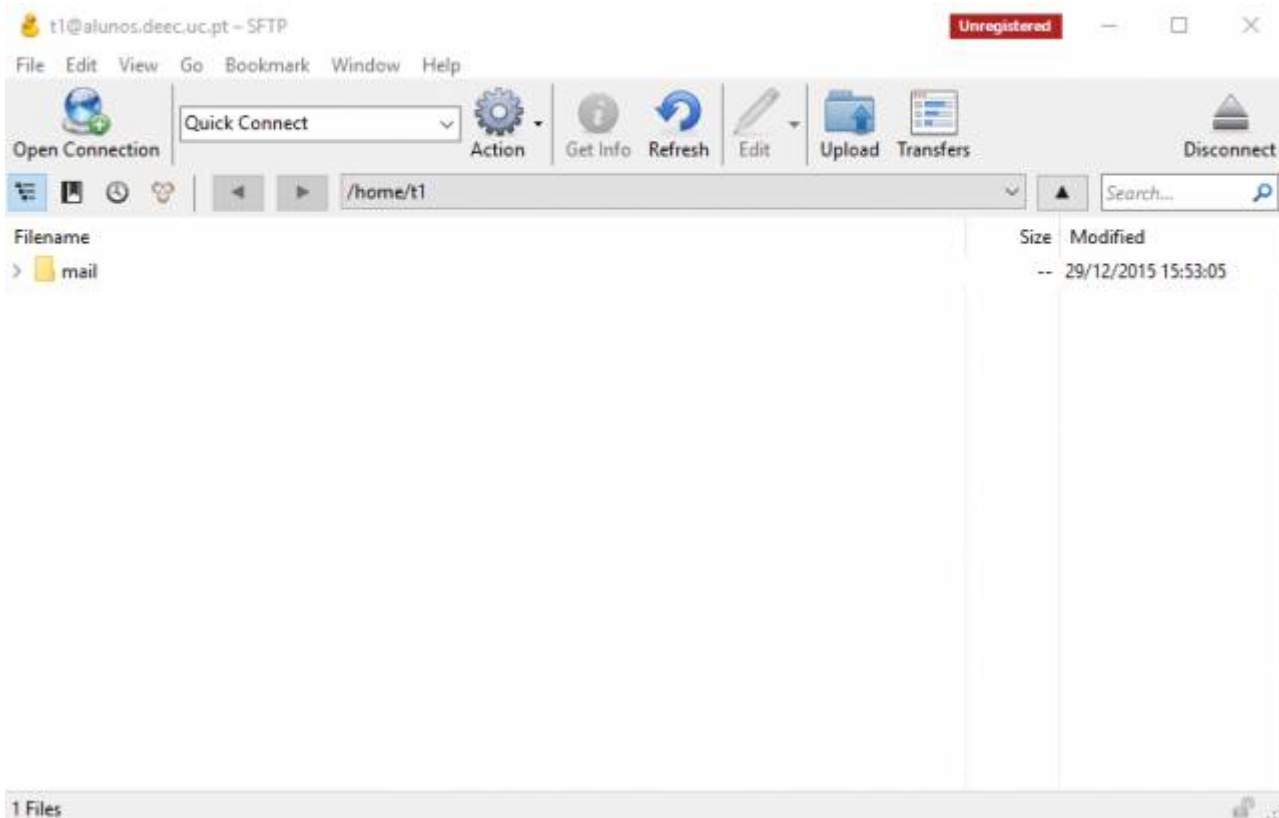 t1@alunos.deec.uc.pt – SFTP Unregistered
File Edit View Go Bookmark Window Help
Quick Connect
Open Connection Action Get Info Refresh Edit Upload Transfers Disconnect
/home/t1 Search...
Filename Size Modified
mail -- 29/12/2015 15:53:05
1 Files